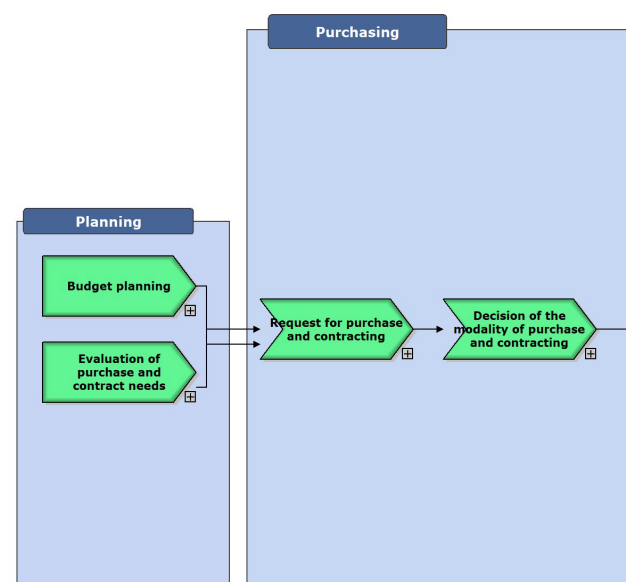 Purchasing
Planning
Budget planning
Evaluation of
purchase and
contract needs
Request for purchase
and contracting
Decision of the
modality of purchase
and contracting